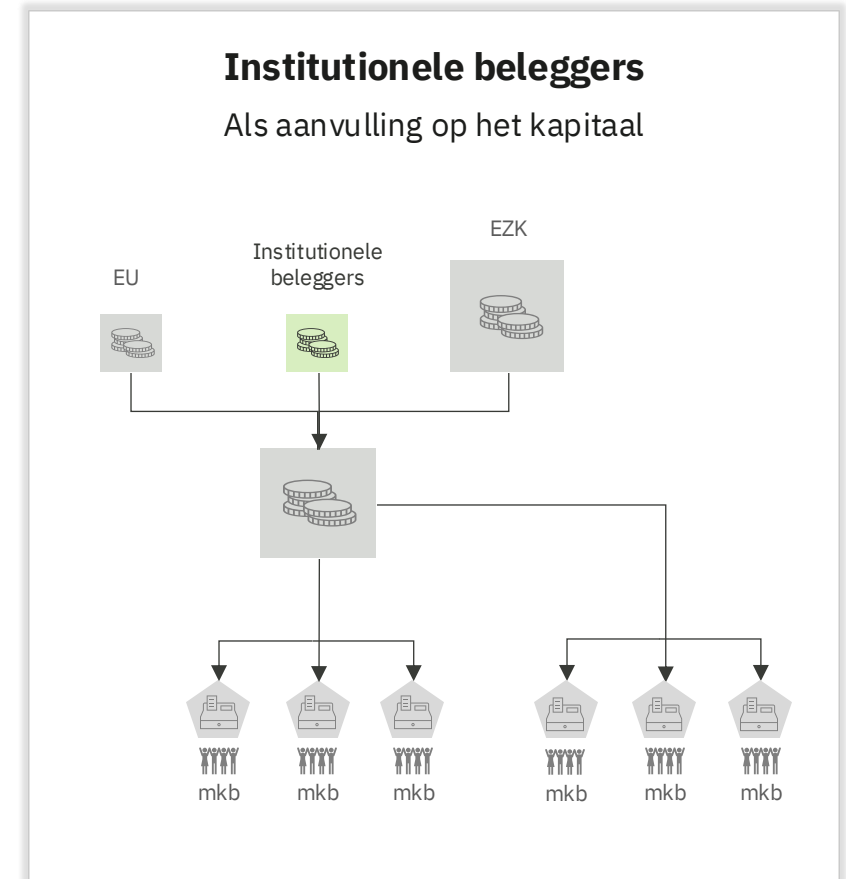 Institutionele beleggers
Als aanvulling op het kapitaal
EZK
Institutionele
beleggers
EU
mkb
mkb
mkb
mkb
mkb
mkb